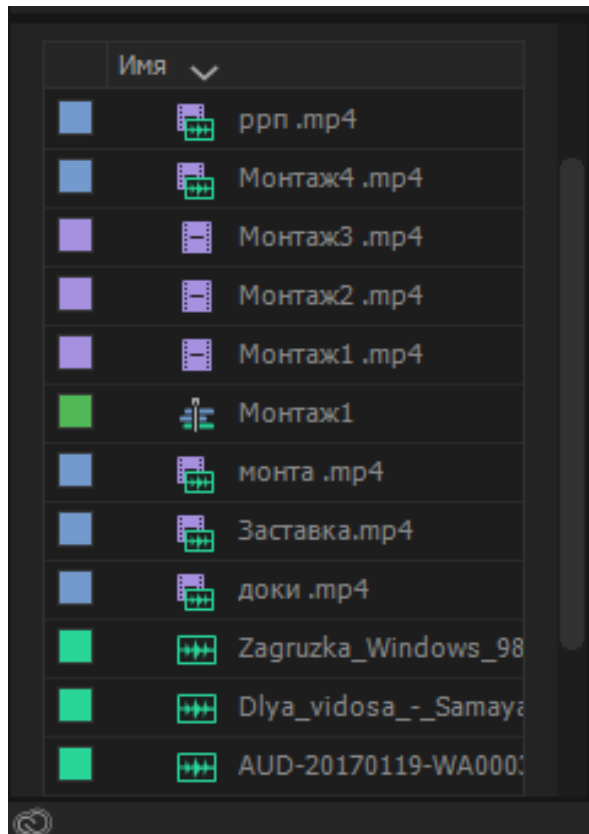 Имя
ррп .mp4
Монтаж4 .mp4
Монтаж3 .mp4
Монтаж2 .mp4
Монтаж1 .mp4
Монтаж1
монта .mp4
Заставка.mp4
доки .mp4
Zagruzka_Windows_98
Dlya_vidosa_-_Samaya
AUD-20170119-WA0003